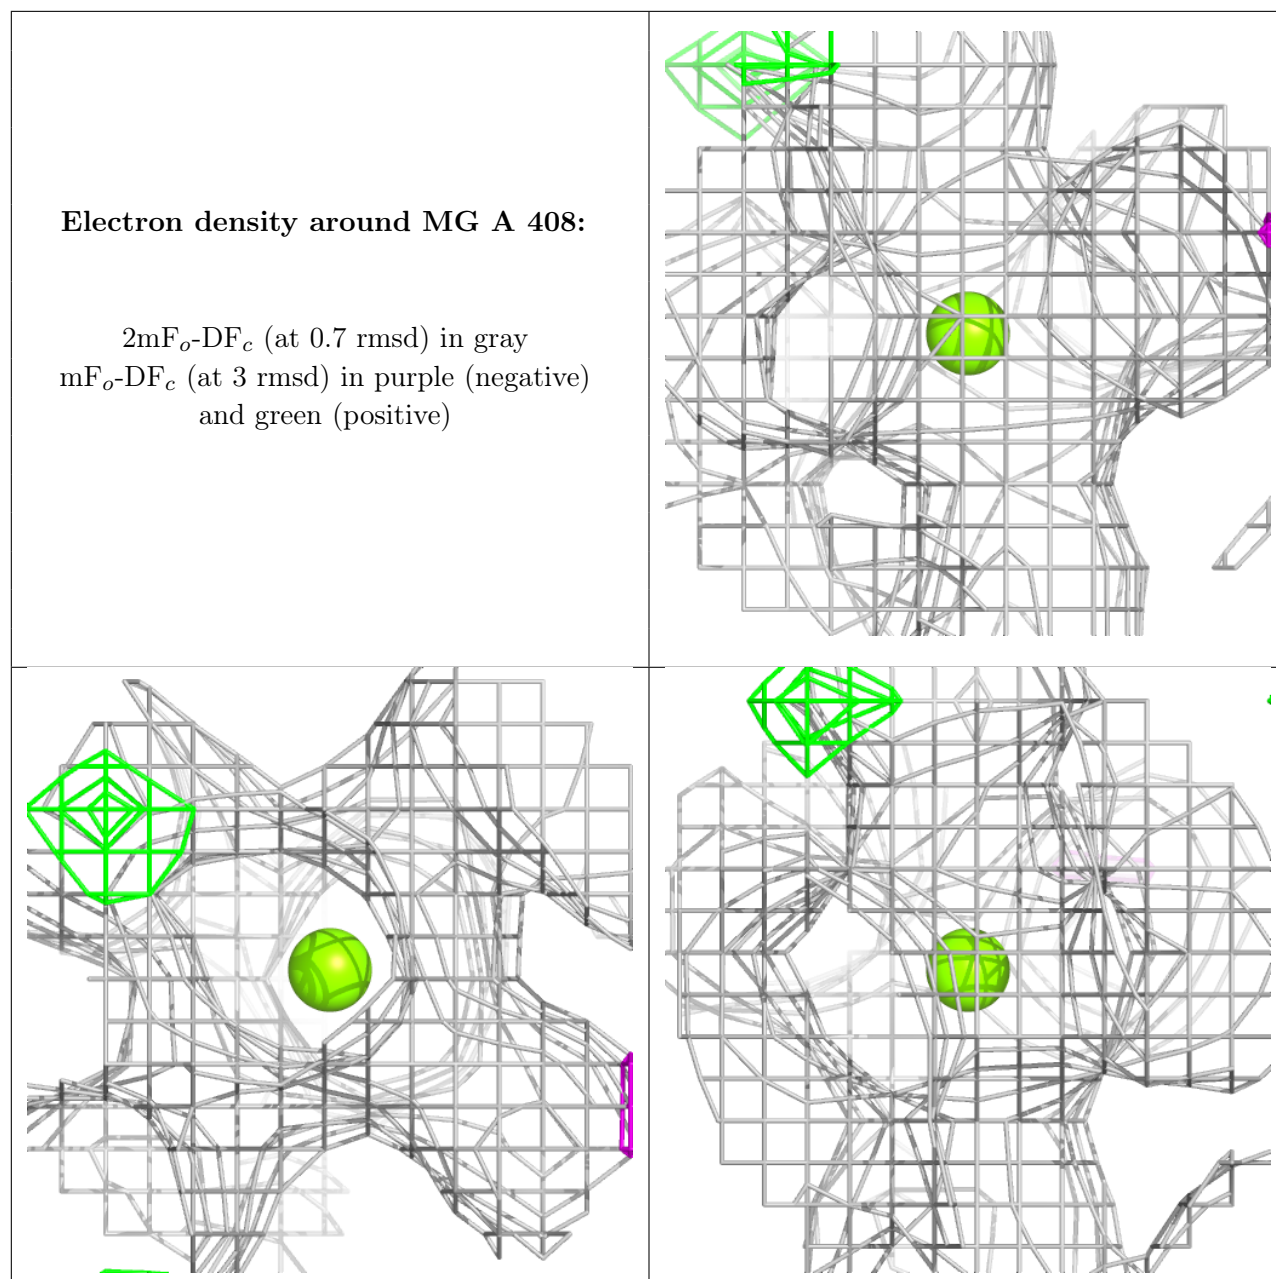 Electron density around MG A 408:
2mFo-DFc (at 0.7 rmsd) in gray
mFo-DFc (at 3 rmsd) in purple (negative)
and green (positive)